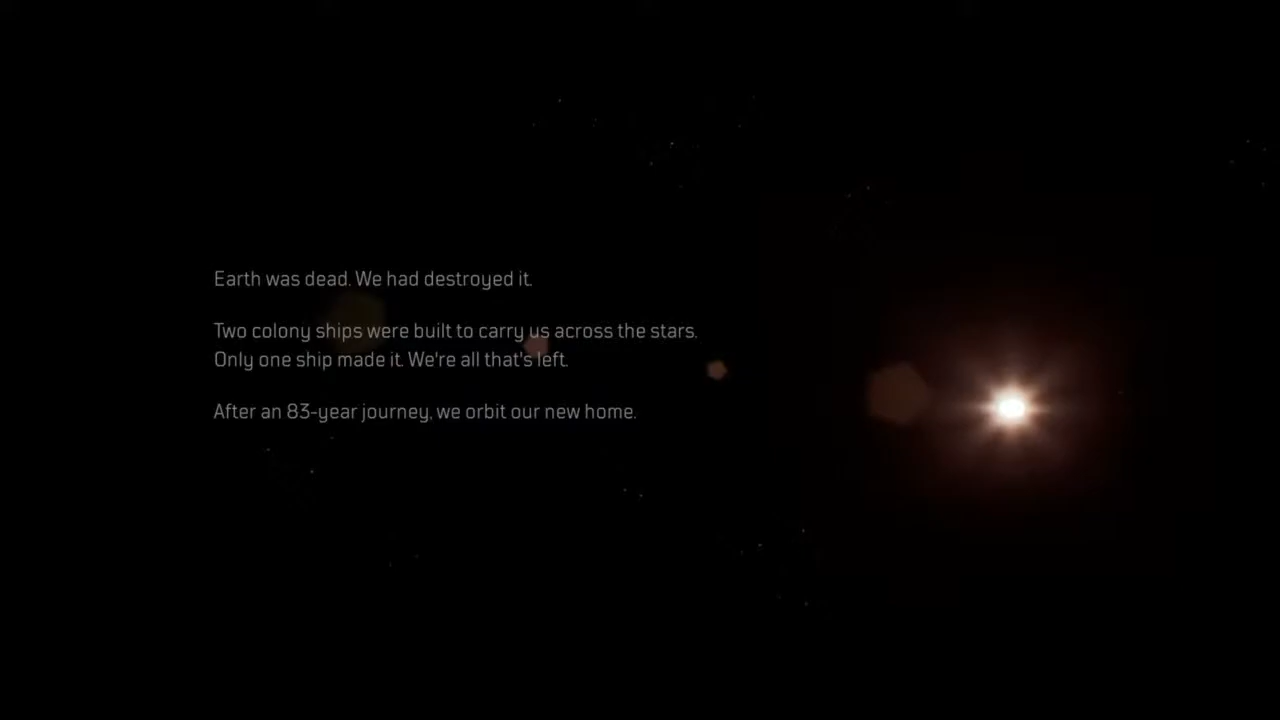 Earth was dead. We had destroyed it.
Two colony ships were built to carry us across the stars.
Only one ship made it. We're all that's left.
After an 83-year journey, we orbit our new home.